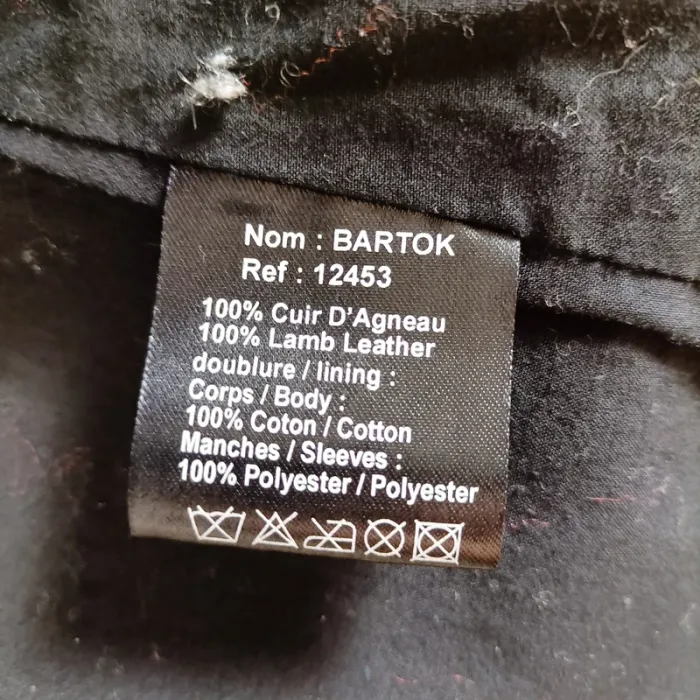 Nom : BARTOK
Ref : 12453
100% Cuir D'Agneau
100% Lamb Leather
doublure / lining :
Corps / Body :
100% Coton / Cotton
Manches / Sleeves :
100% Polyester / Polyester